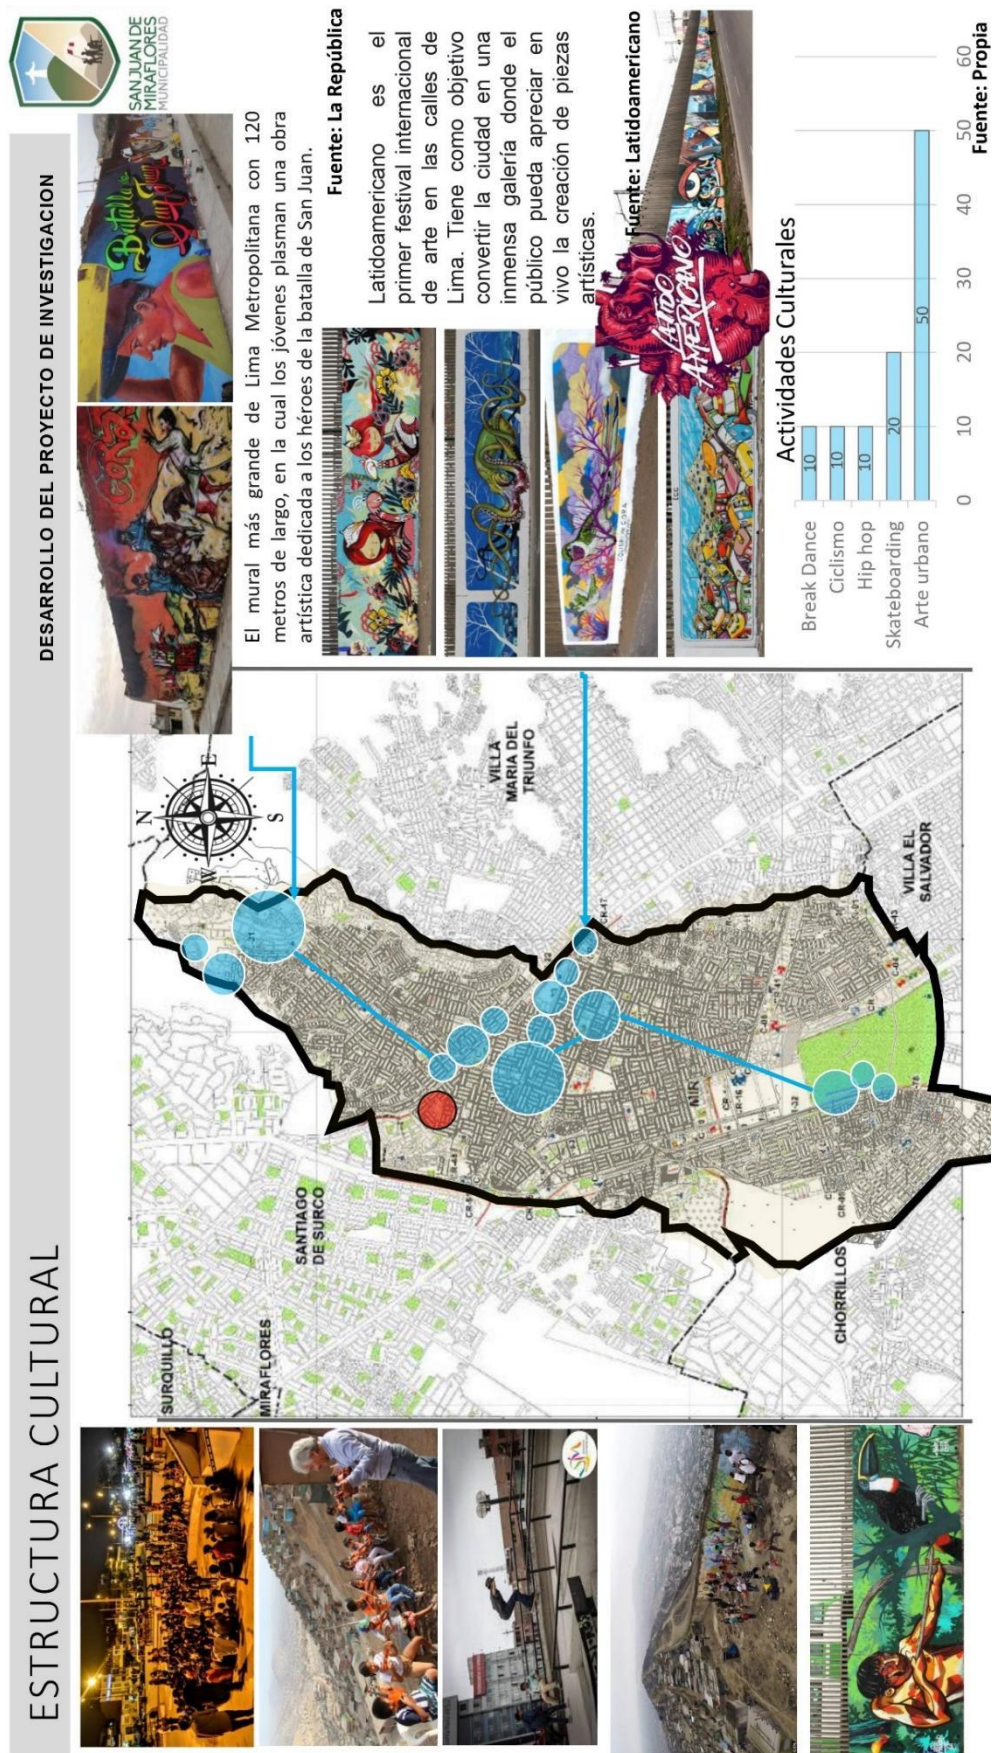 ESTRUCTURA CULTURAL
DESARROLLO DEL PROYECTO DE INVESTIGACION
SAN JUAN DE
MIRAFLORES
MUNICIPALIDAD
SURQUILLO
MIRAFLORES
SANTIAGO
DE SURCO
CHORRILLOS
N
W
E
S
VILLA
MARIA DEL
TRIUNFO
VILLA EL
SALVADOR
Batalla de
San Juan
El mural más grande de Lima Metropolitana con 120
metros de largo, en la cual los jóvenes plasman una obra
artística dedicada a los héroes de la batalla de San Juan.
Fuente: La República
Latidoamericano es el
primer festival internacional
de arte en las calles de
Lima. Tiene como objetivo
convertir la ciudad en una
inmensa galería donde el
público pueda apreciar en
vivo la creación de piezas
artísticas.
Fuente: Latidoamericano
LATIDO
AMERICANO
Actividades Culturales
Break Dance 10
Ciclismo 10
Hip hop 10
Skateboarding 20
Arte urbano 50
0 10 20 30 40 50 60
Fuente: Propia